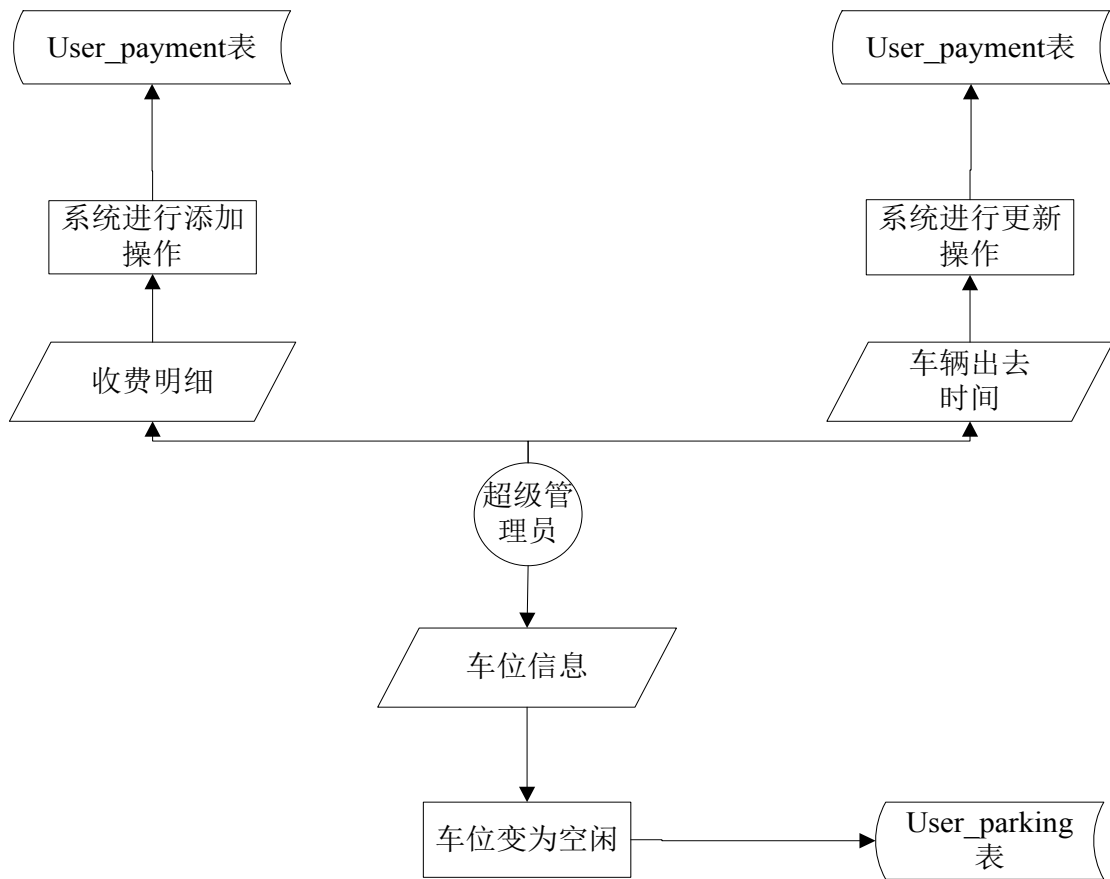 User_payment表
User_payment表
系统进行添加
操作
系统进行更新
操作
收费明细
车辆出去
时间
超级管
理员
车位信息
车位变为空闲
User_parking
表